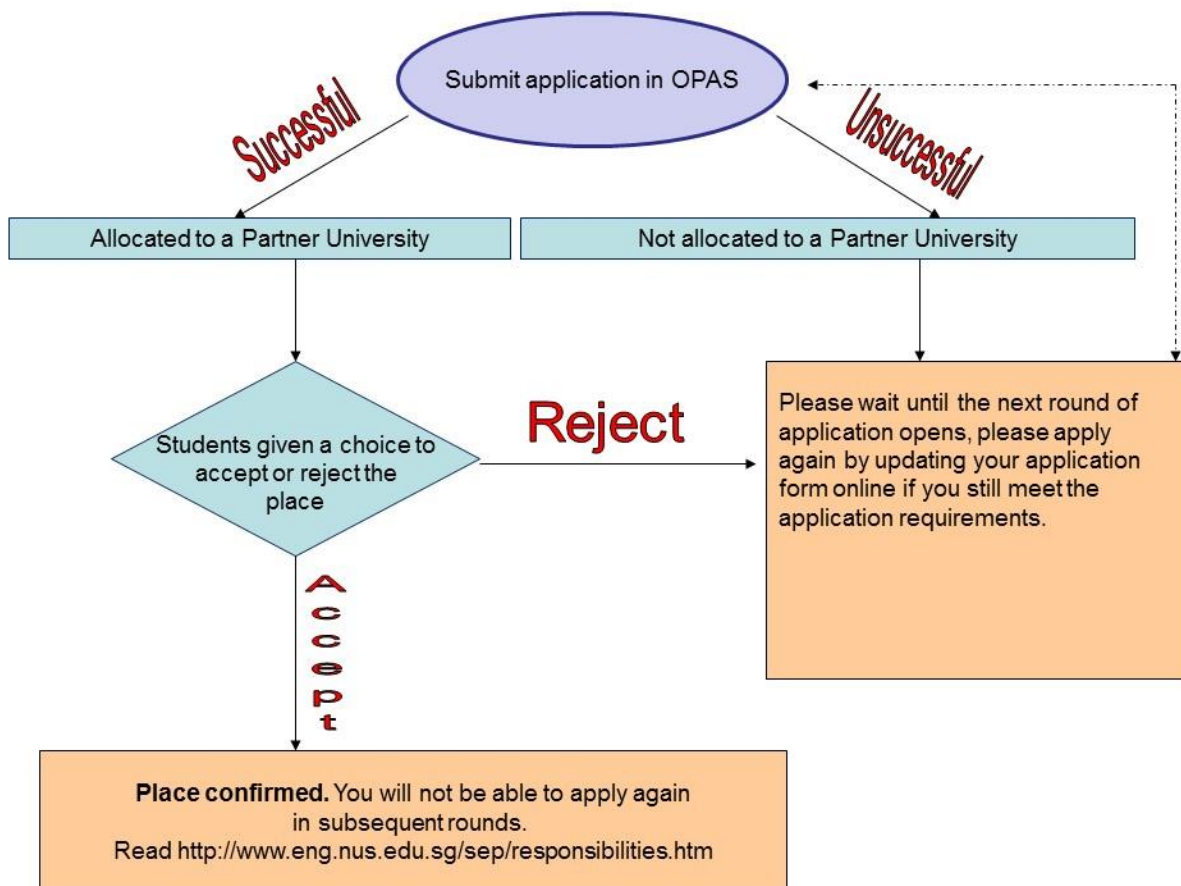 Submit application in OPAS
Successful
Unsuccessful
Allocated to a Partner University
Not allocated to a Partner University
Students given a choice to
accept or reject the
place
Reject
Please wait until the next round of
application opens, please apply
again by updating your application
form online if you still meet the
application requirements.
Accept
Place confirmed. You will not be able to apply again
in subsequent rounds.
Read http://www.eng.nus.edu.sg/sep/responsibilities.htm